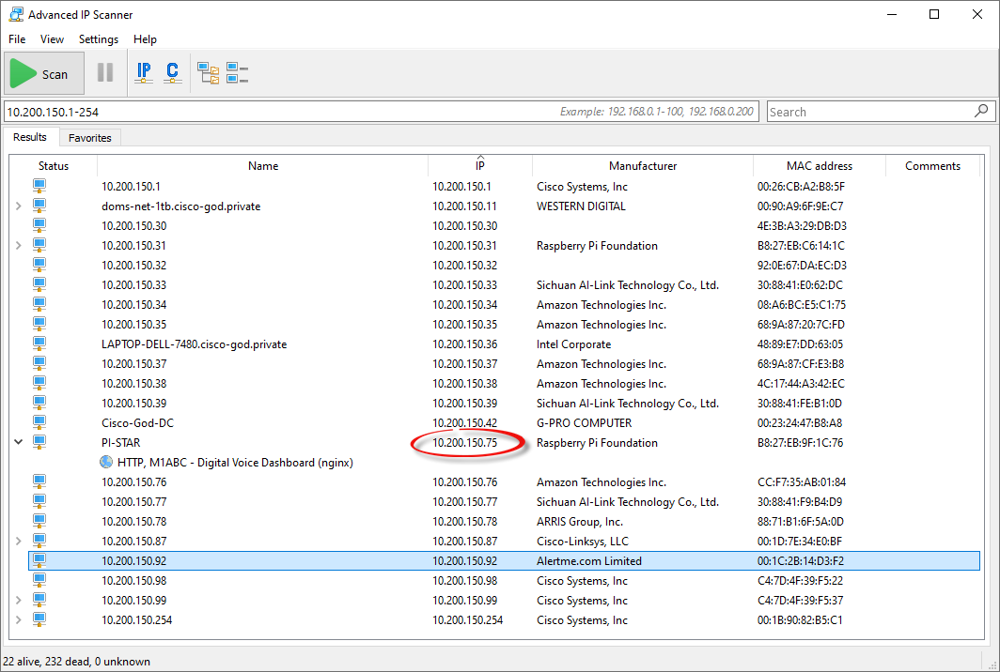 Advanced IP Scanner
File View Settings Help
Scan IP C
10.200.150.1-254 Example: 192.168.0.1-100, 192.168.0.200 Search
Results Favorites
Status Name IP Manufacturer MAC address Comments
10.200.150.1 10.200.150.1 Cisco Systems, Inc 00:26:CB:A2:B8:5F
doms-net-1tb.cisco-god.private 10.200.150.11 WESTERN DIGITAL 00:90:A9:6F:9E:C7
10.200.150.30 10.200.150.30 4E:3B:A3:29:DB:D3
10.200.150.31 10.200.150.31 Raspberry Pi Foundation B8:27:EB:C6:14:1C
10.200.150.32 10.200.150.32 92:0E:67:DA:EC:D3
10.200.150.33 10.200.150.33 Sichuan AI-Link Technology Co., Ltd. 30:88:41:E0:62:DC
10.200.150.34 10.200.150.34 Amazon Technologies Inc. 08:A6:BC:E5:C1:75
10.200.150.35 10.200.150.35 Amazon Technologies Inc. 68:9A:87:20:7C:FD
LAPTOP-DELL-7480.cisco-god.private 10.200.150.36 Intel Corporate 48:89:E7:DD:63:05
10.200.150.37 10.200.150.37 Amazon Technologies Inc. 68:9A:87:CF:E3:B8
10.200.150.38 10.200.150.38 Amazon Technologies Inc. 4C:17:44:A3:42:EC
10.200.150.39 10.200.150.39 Sichuan AI-Link Technology Co., Ltd. 30:88:41:FE:B1:0D
Cisco-God-DC 10.200.150.42 G-PRO COMPUTER 00:23:24:47:B8:A8
PI-STAR 10.200.150.75 Raspberry Pi Foundation B8:27:EB:9F:1C:76
HTTP, M1ABC - Digital Voice Dashboard (nginx)
10.200.150.76 10.200.150.76 Amazon Technologies Inc. CC:F7:35:AB:01:84
10.200.150.77 10.200.150.77 Sichuan AI-Link Technology Co., Ltd. 30:88:41:F9:B4:D9
10.200.150.78 10.200.150.78 ARRIS Group, Inc. 88:71:B1:6F:5A:0D
10.200.150.87 10.200.150.87 Cisco-Linksys, LLC 00:1D:7E:34:E0:BF
10.200.150.92 10.200.150.92 Alertme.com Limited 00:1C:2B:14:D3:F2
10.200.150.98 10.200.150.98 Cisco Systems, Inc C4:7D:4F:39:F5:22
10.200.150.99 10.200.150.99 Cisco Systems, Inc C4:7D:4F:39:F5:37
10.200.150.254 10.200.150.254 Cisco Systems, Inc 00:1B:90:82:B5:C1
22 alive, 232 dead, 0 unknown